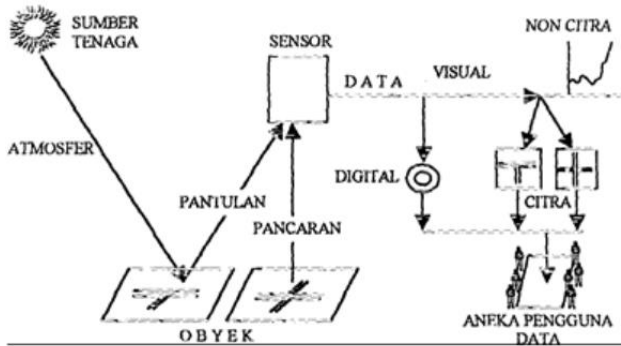 SUMBER
TENAGA
SENSOR
NON CITRA
DATA
VISUAL
ATMOSFER
DIGITAL
PANTULAN
CITRA
PANCARAN
OBYEK
ANEKA PENGGUNA
DATA